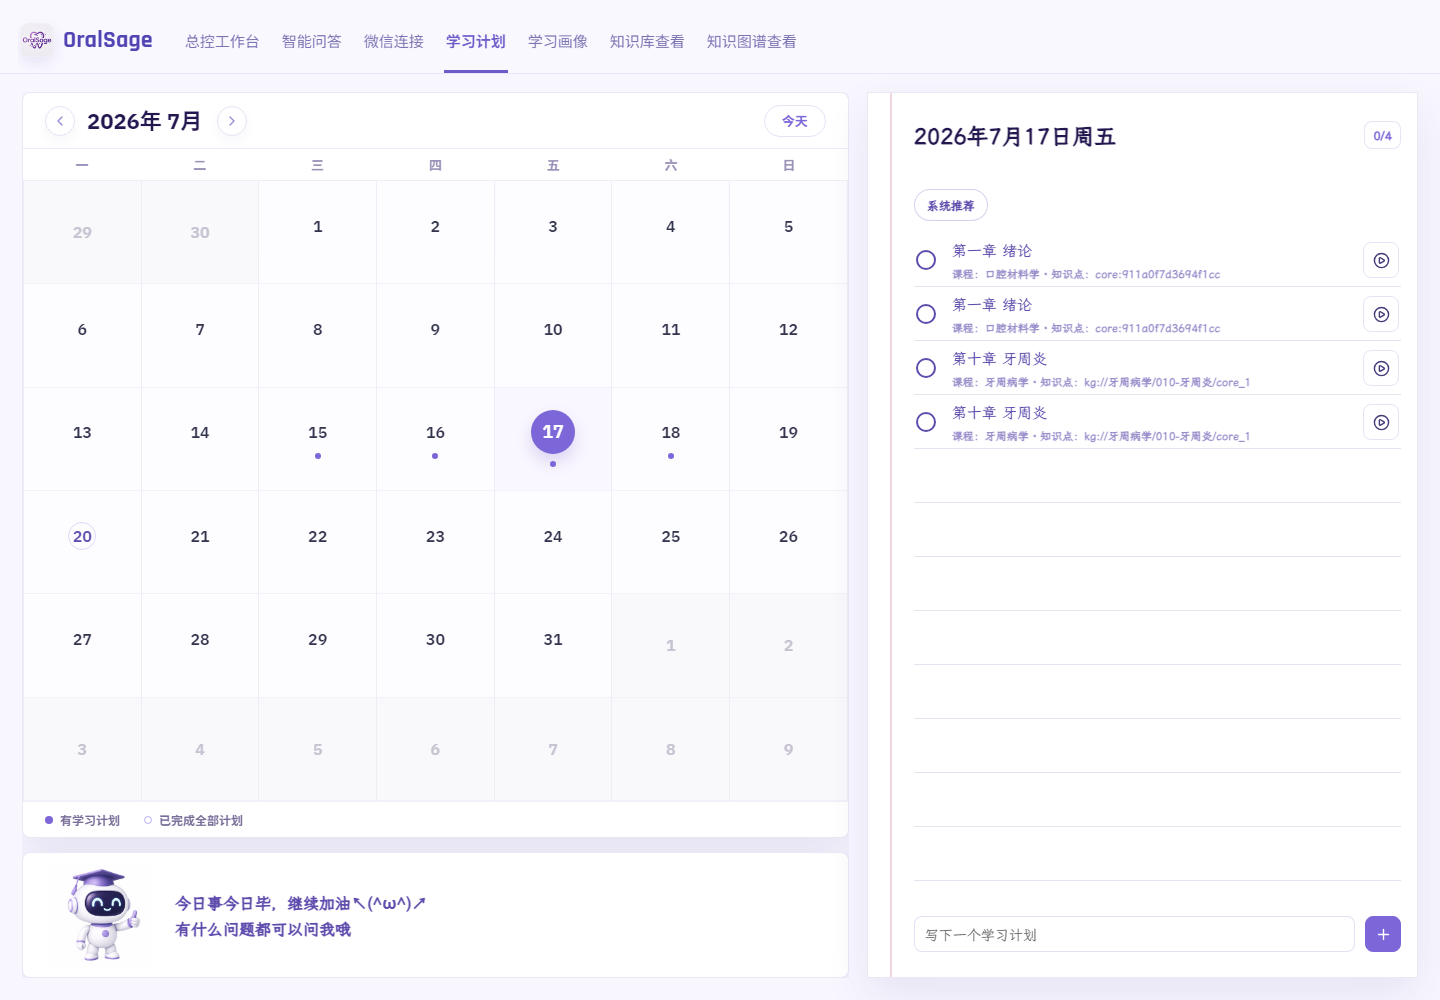 OralSage
OralSage 总控工作台 智能问答 微信连接 学习计划 学习画像 知识库查看 知识图谱查看
2026年 7月
今天
一 二 三 四 五 六 日
29 30 1 2 3 4 5
6 7 8 9 10 11 12
13 14 15 16 17 18 19
20 21 22 23 24 25 26
27 28 29 30 31 1 2
3 4 5 6 7 8 9
有学习计划 已完成全部计划
今日事今日毕，继续加油↖(^ω^)↗
有什么问题都可以问我哦
2026年7月17日周五
0/4
系统推荐
第一章 绪论
课程：口腔材料学·知识点：core:911a0f7d3694f1cc
第一章 绪论
课程：口腔材料学·知识点：core:911a0f7d3694f1cc
第十章 牙周炎
课程：牙周病学·知识点：kg://牙周病学/010-牙周炎/core_1
第十章 牙周炎
课程：牙周病学·知识点：kg://牙周病学/010-牙周炎/core_1
写下一个学习计划